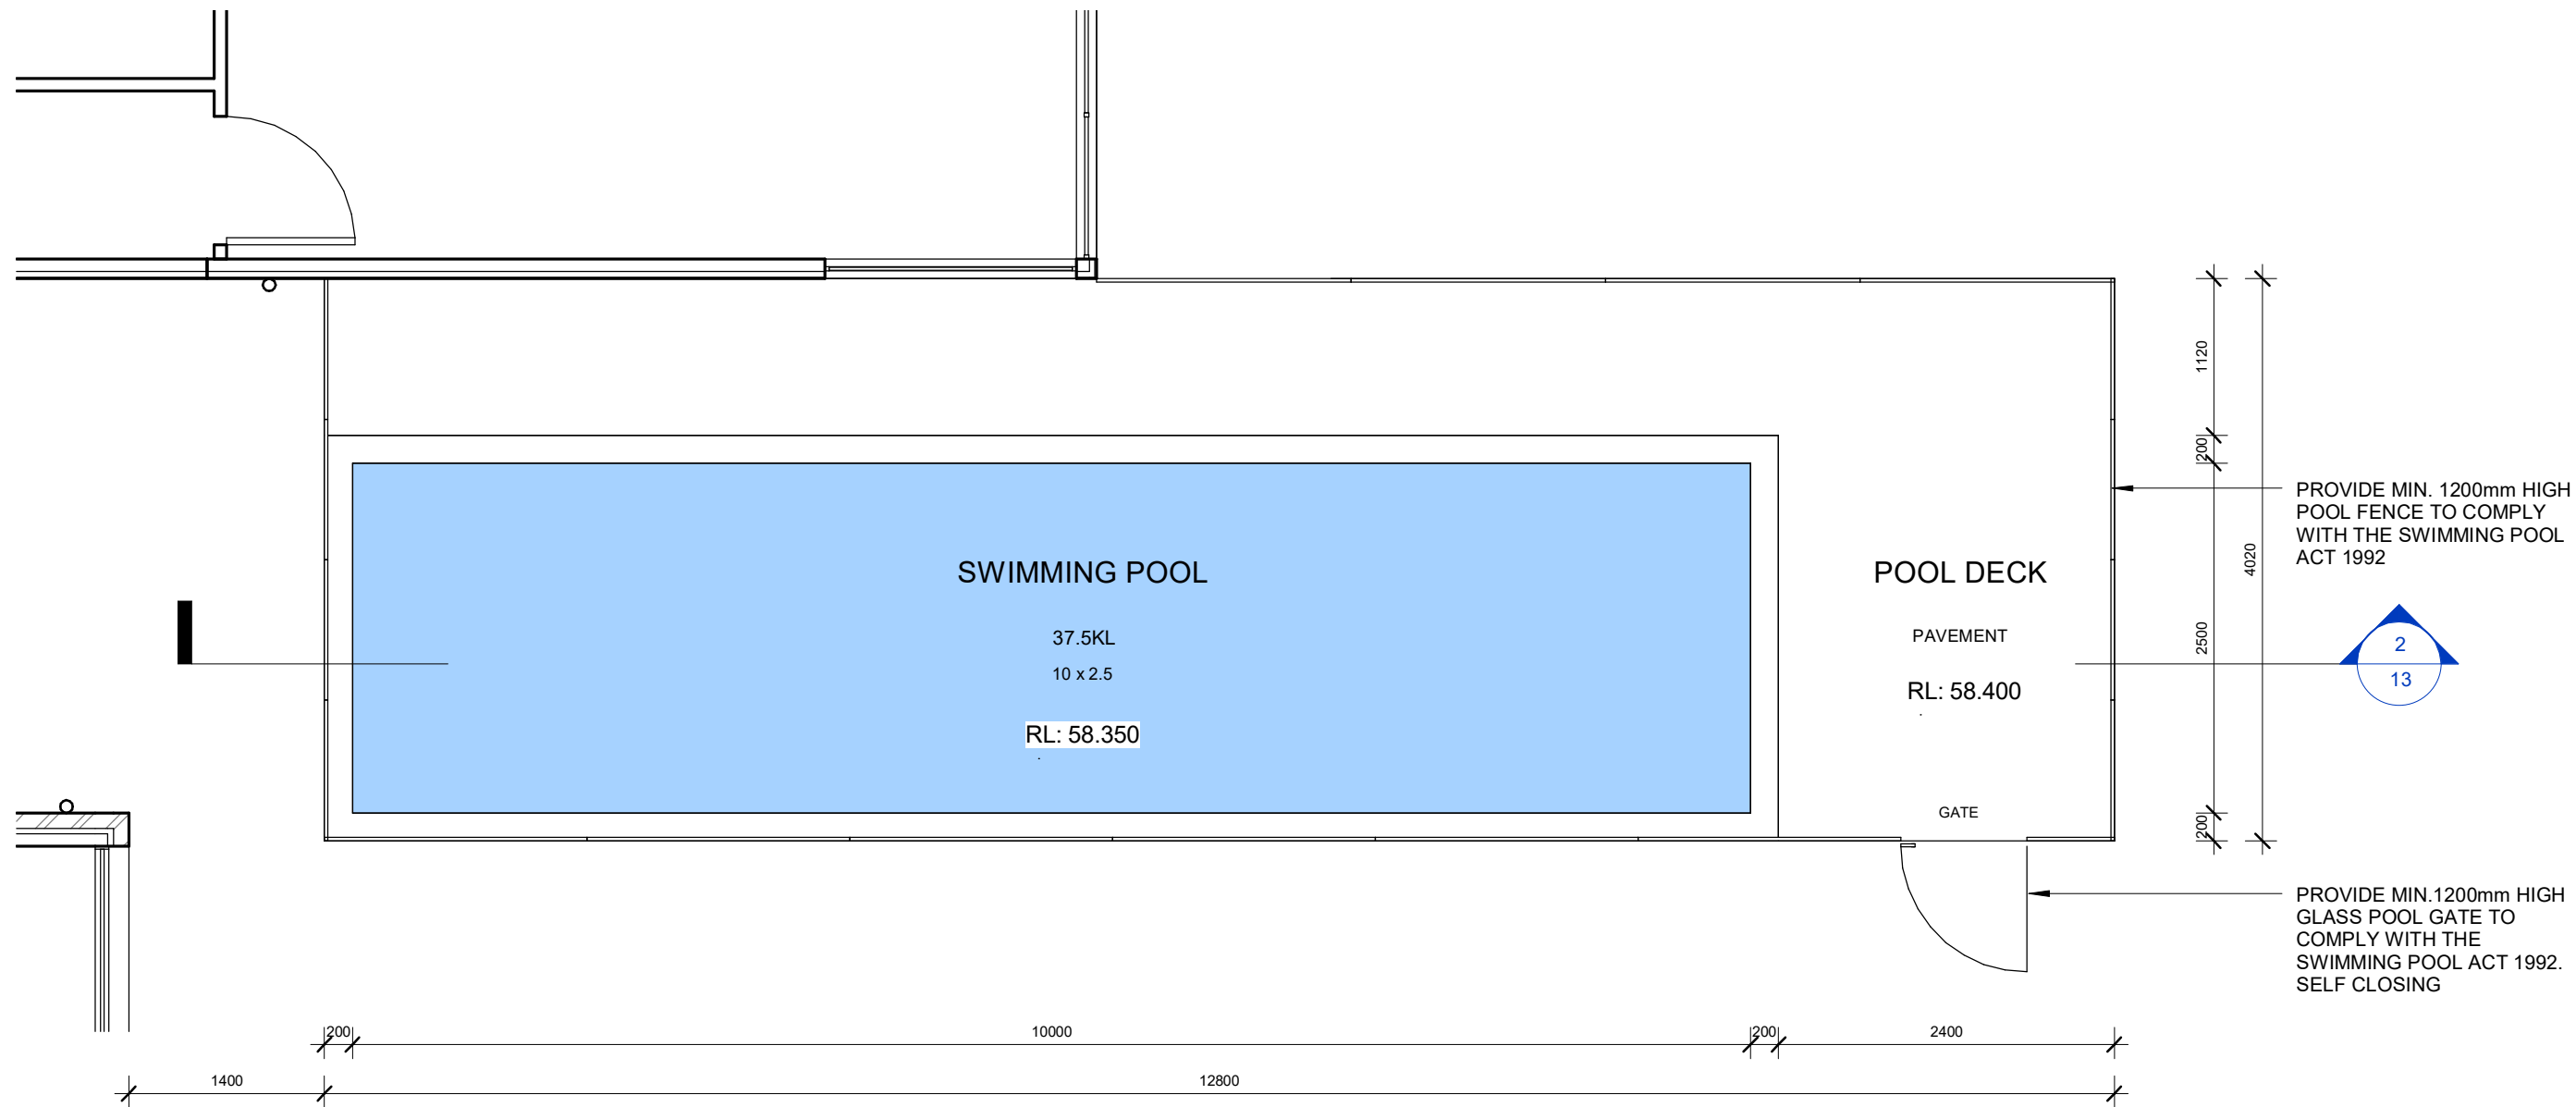 1120
200
PROVIDE MIN. 1200mm HIGH
POOL FENCE TO COMPLY
WITH THE SWIMMING POOL
ACT 1992
4020
SWIMMING POOL
POOL DECK
37.5KL
10 x 2.5
PAVEMENT
2500
2
13
RL: 58.350
RL: 58.400
GATE
200
PROVIDE MIN.1200mm HIGH
GLASS POOL GATE TO
COMPLY WITH THE
SWIMMING POOL ACT 1992.
SELF CLOSING
200
10000
200
2400
1400
12800